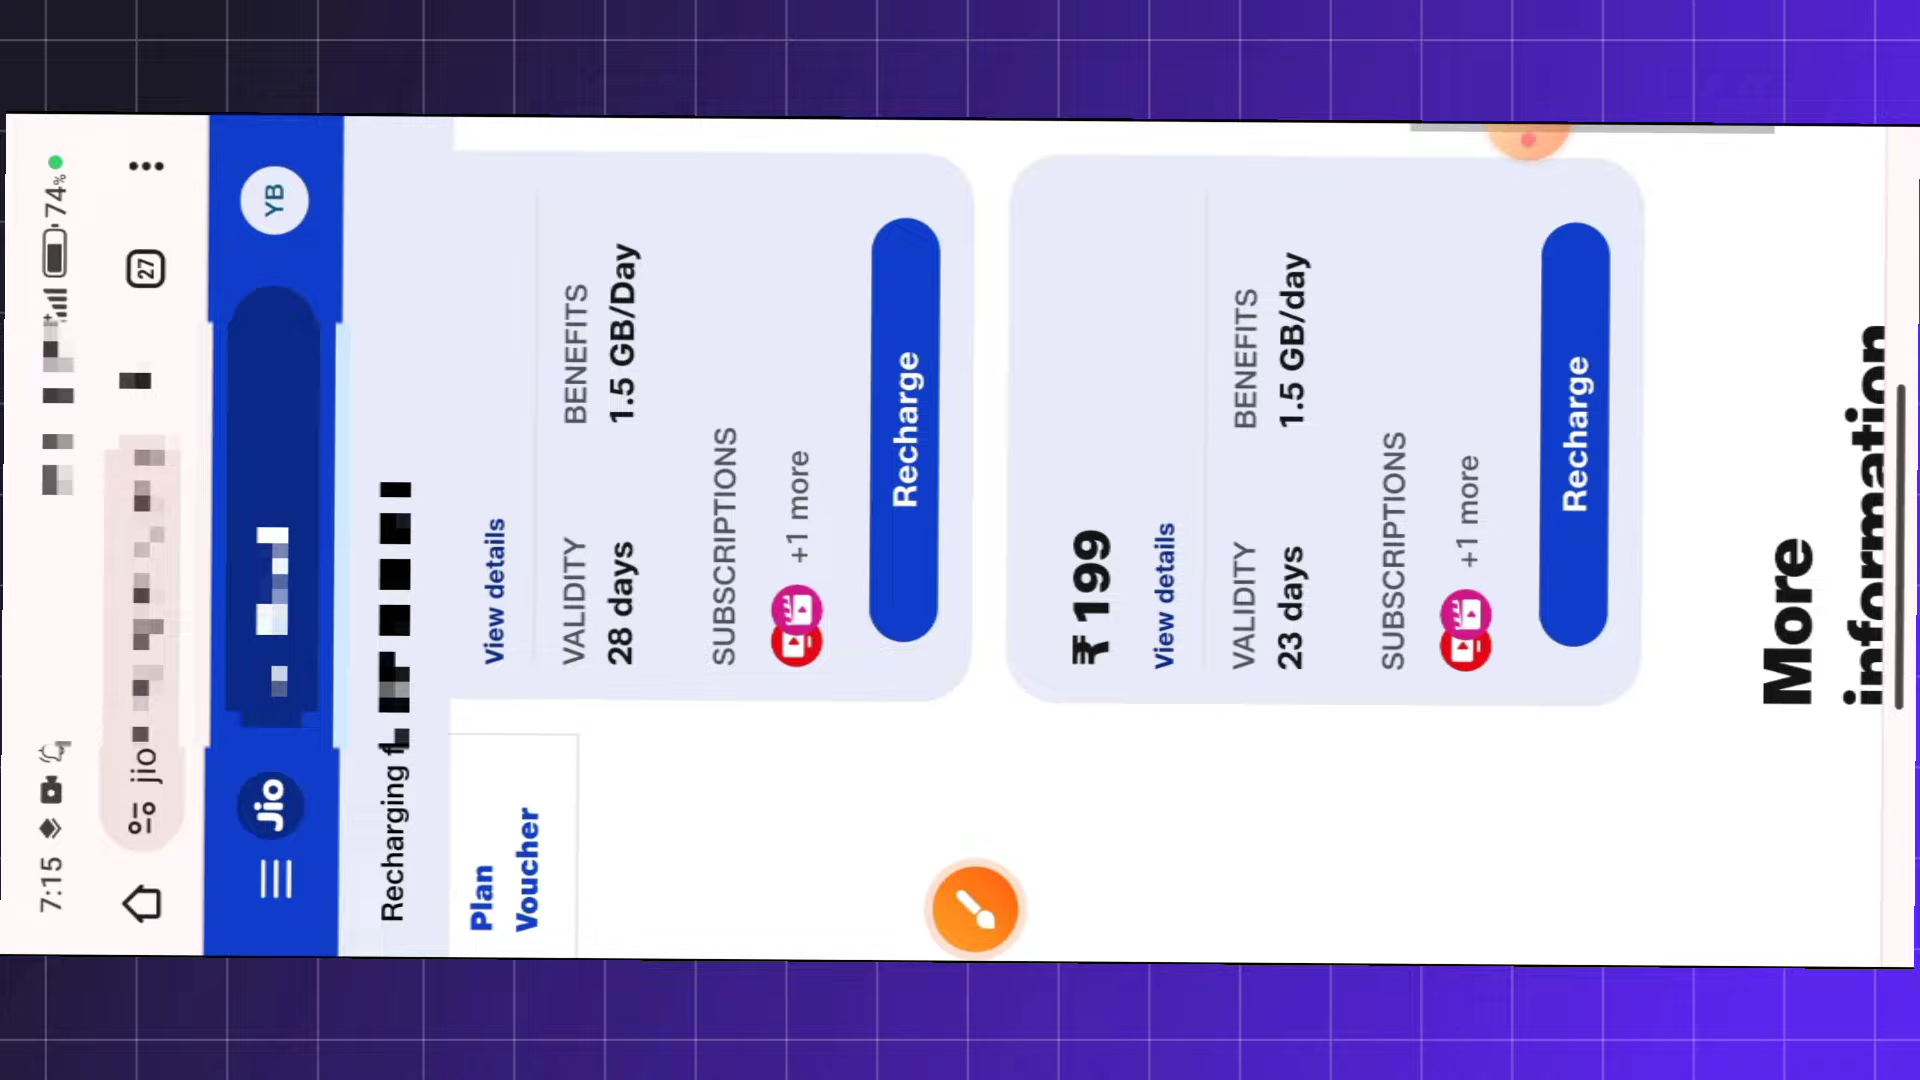 7:15
74%
jio
27
Jio
YB
Recharging f
Plan
Voucher
View details
VALIDITY
BENEFITS
28 days
1.5 GB/Day
SUBSCRIPTIONS
+1 more
Recharge
₹199
View details
VALIDITY
BENEFITS
23 days
1.5 GB/day
SUBSCRIPTIONS
+1 more
Recharge
More
information